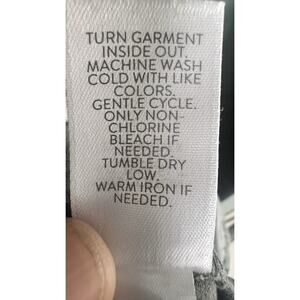 TURN GARMENT
INSIDE OUT.
MACHINE WASH
COLD WITH LIKE
COLORS.
GENTLE CYCLE.
ONLY NON-
CHLORINE
BLEACH IF
NEEDED.
TUMBLE DRY
LOW.
WARM IRON IF
NEEDED.